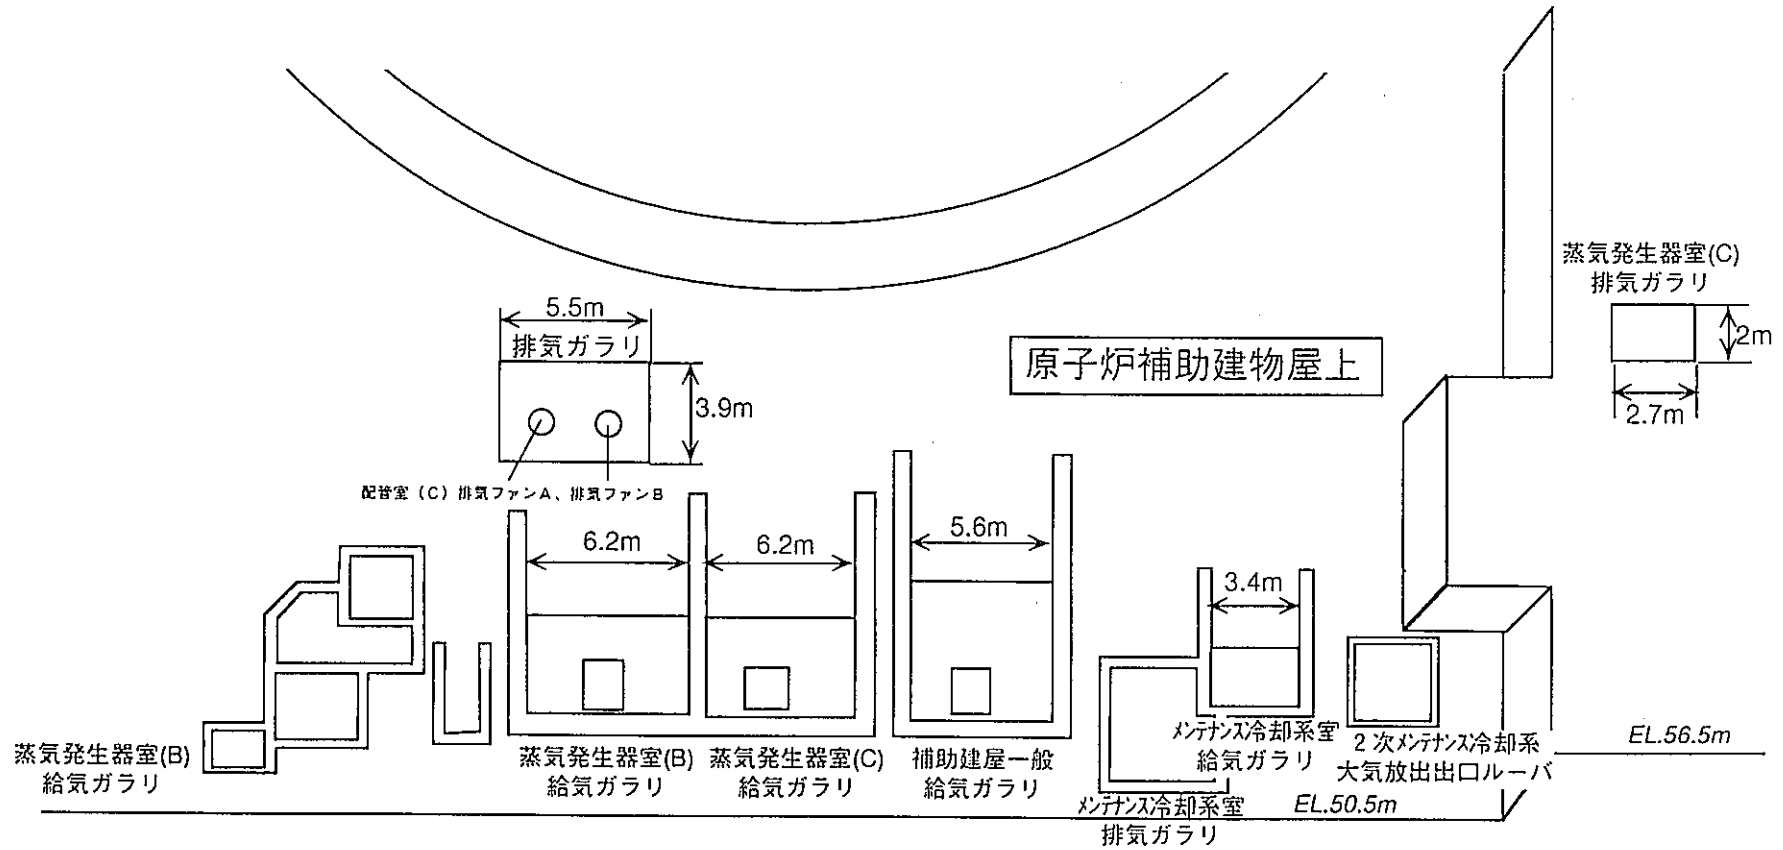 蒸気発生器室(C)
排気ガラリ
2m
2.7m
5.5m
排気ガラリ
3.9m
原子炉補助建物屋上
配管室（C）排気ファンA、排気ファンB
6.2m
6.2m
5.6m
3.4m
蒸気発生器室(B)
給気ガラリ
蒸気発生器室(B)
給気ガラリ
蒸気発生器室(C)
給気ガラリ
補助建屋一般
給気ガラリ
メンテナンス冷却系室
給気ガラリ
2次メンテナンス冷却系
大気放出出口ルーバ
EL.56.5m
メンテナンス冷却系室
排気ガラリ
EL.50.5m